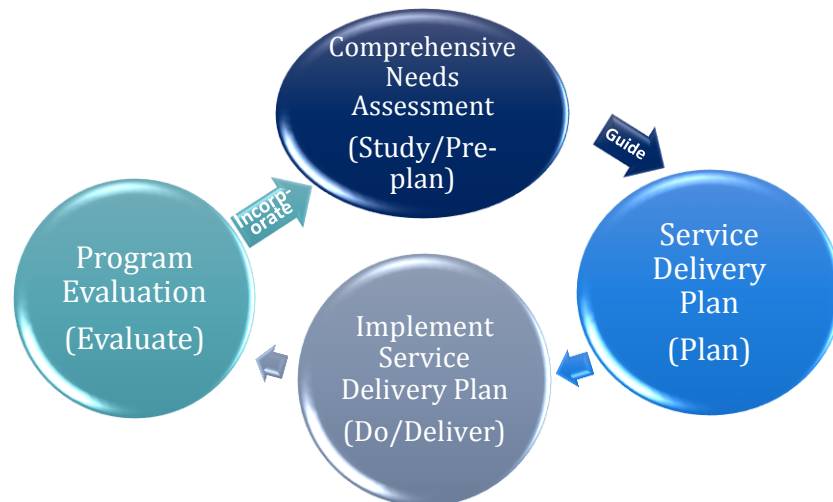 Comprehensive
Needs
Assessment
(Study/Pre-
plan)
Guide
Service
Delivery
Plan
(Plan)
Implement
Service
Delivery Plan
(Do/Deliver)
Program
Evaluation
(Evaluate)
Incorp-
orate